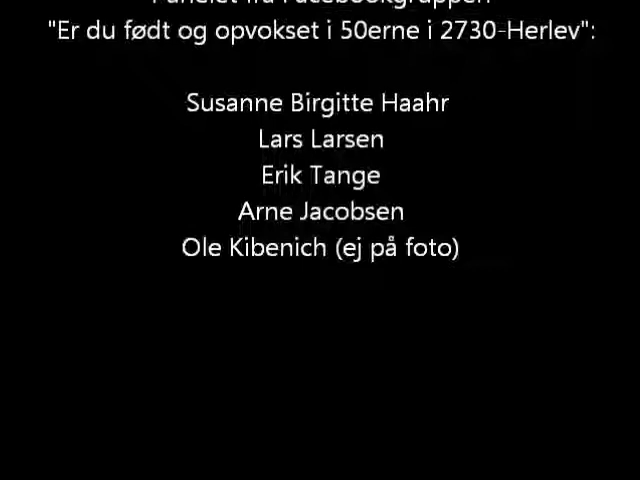 "Er du født og opvokset i 50erne i 2730-Herlev":
Susanne Birgitte Haahr
Lars Larsen
Erik Tange
Arne Jacobsen
Ole Kibenich (ej på foto)